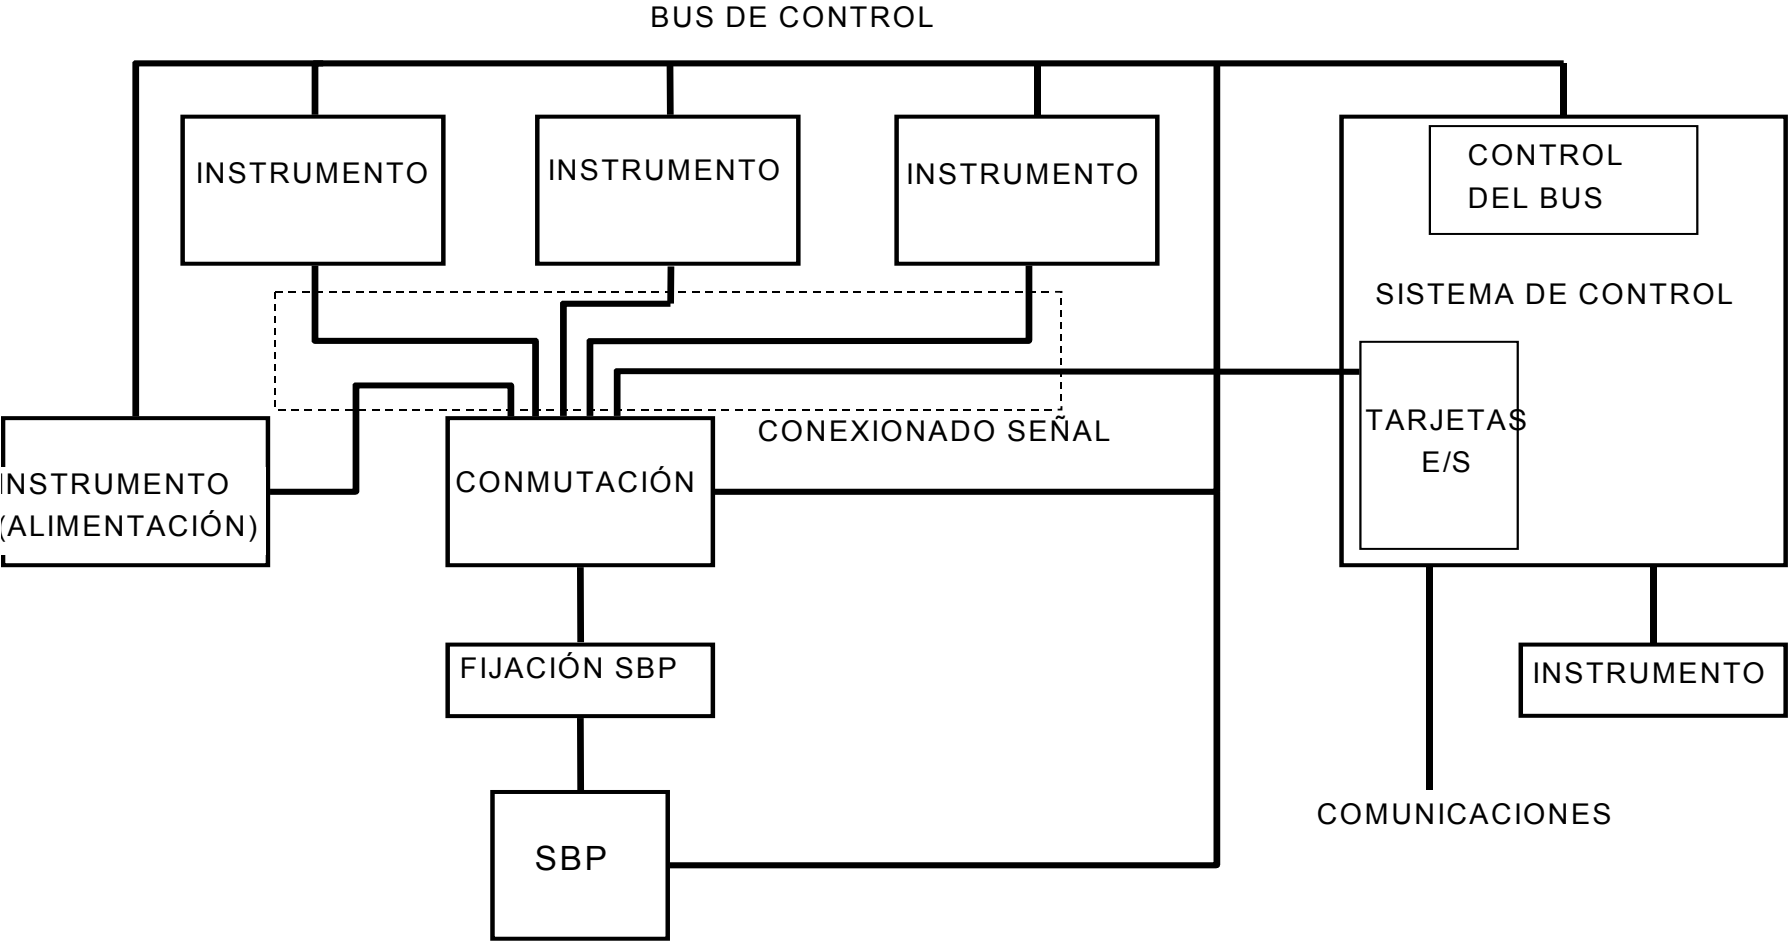 BUS DE CONTROL
INSTRUMENTO
INSTRUMENTO
INSTRUMENTO
CONTROL
DEL BUS
SISTEMA DE CONTROL
TARJETAS
E/S
CONEXIONADO SEÑAL
INSTRUMENTO
(ALIMENTACIÓN)
CONMUTACIÓN
FIJACIÓN SBP
INSTRUMENTO
COMUNICACIONES
SBP